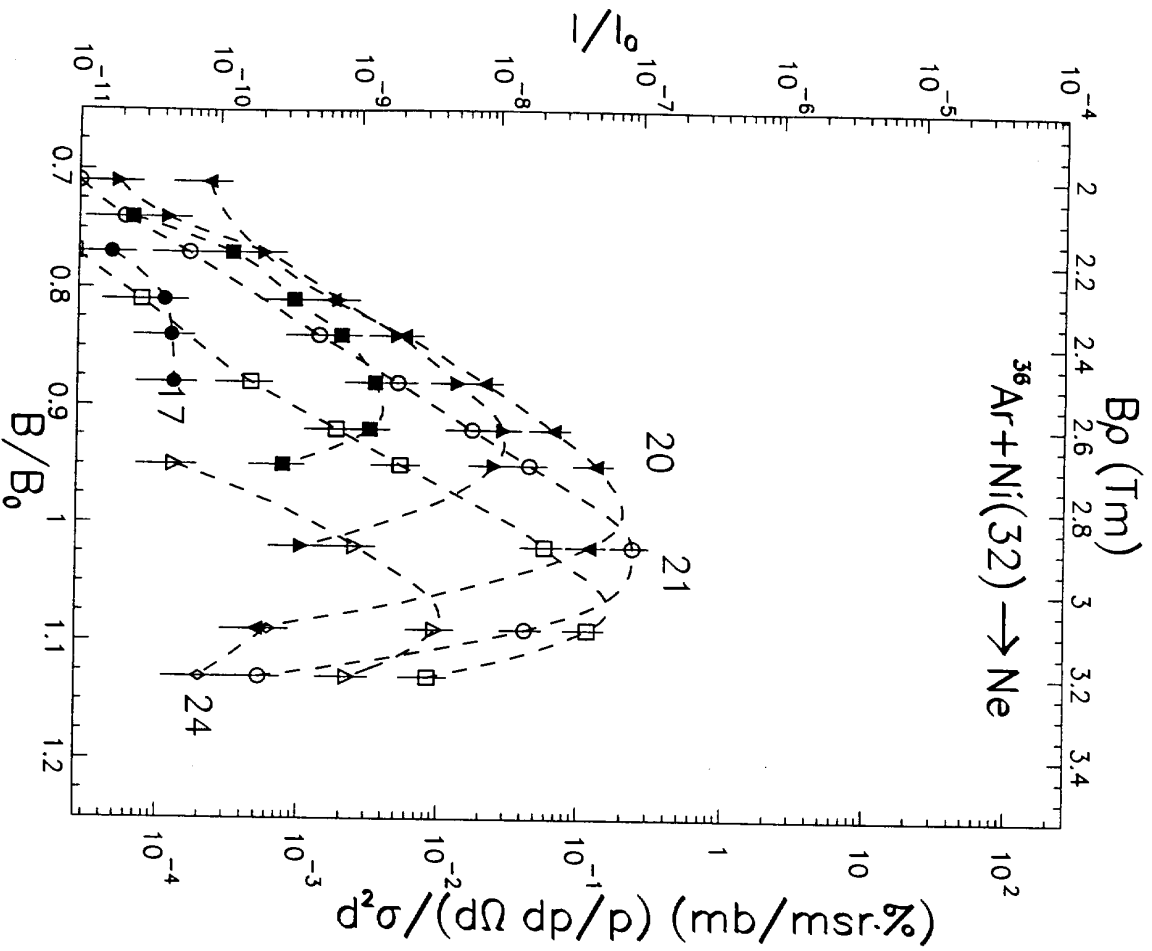 Bρ (Tm)
2 2.2 2.4 2.6 2.8 3 3.2 3.4
³⁶Ar+Ni(32) → Ne
I/I₀
10⁻⁴
10⁻⁵
10⁻⁶
10⁻⁷
10⁻⁸
10⁻⁹
10⁻¹⁰
10⁻¹¹
20
21
17
24
10²
10
1
10⁻¹
10⁻²
10⁻³
10⁻⁴
d²σ/(dΩ dp/p) (mb/msr.%)
0.7 0.8 0.9 1 1.1 1.2
B/B₀